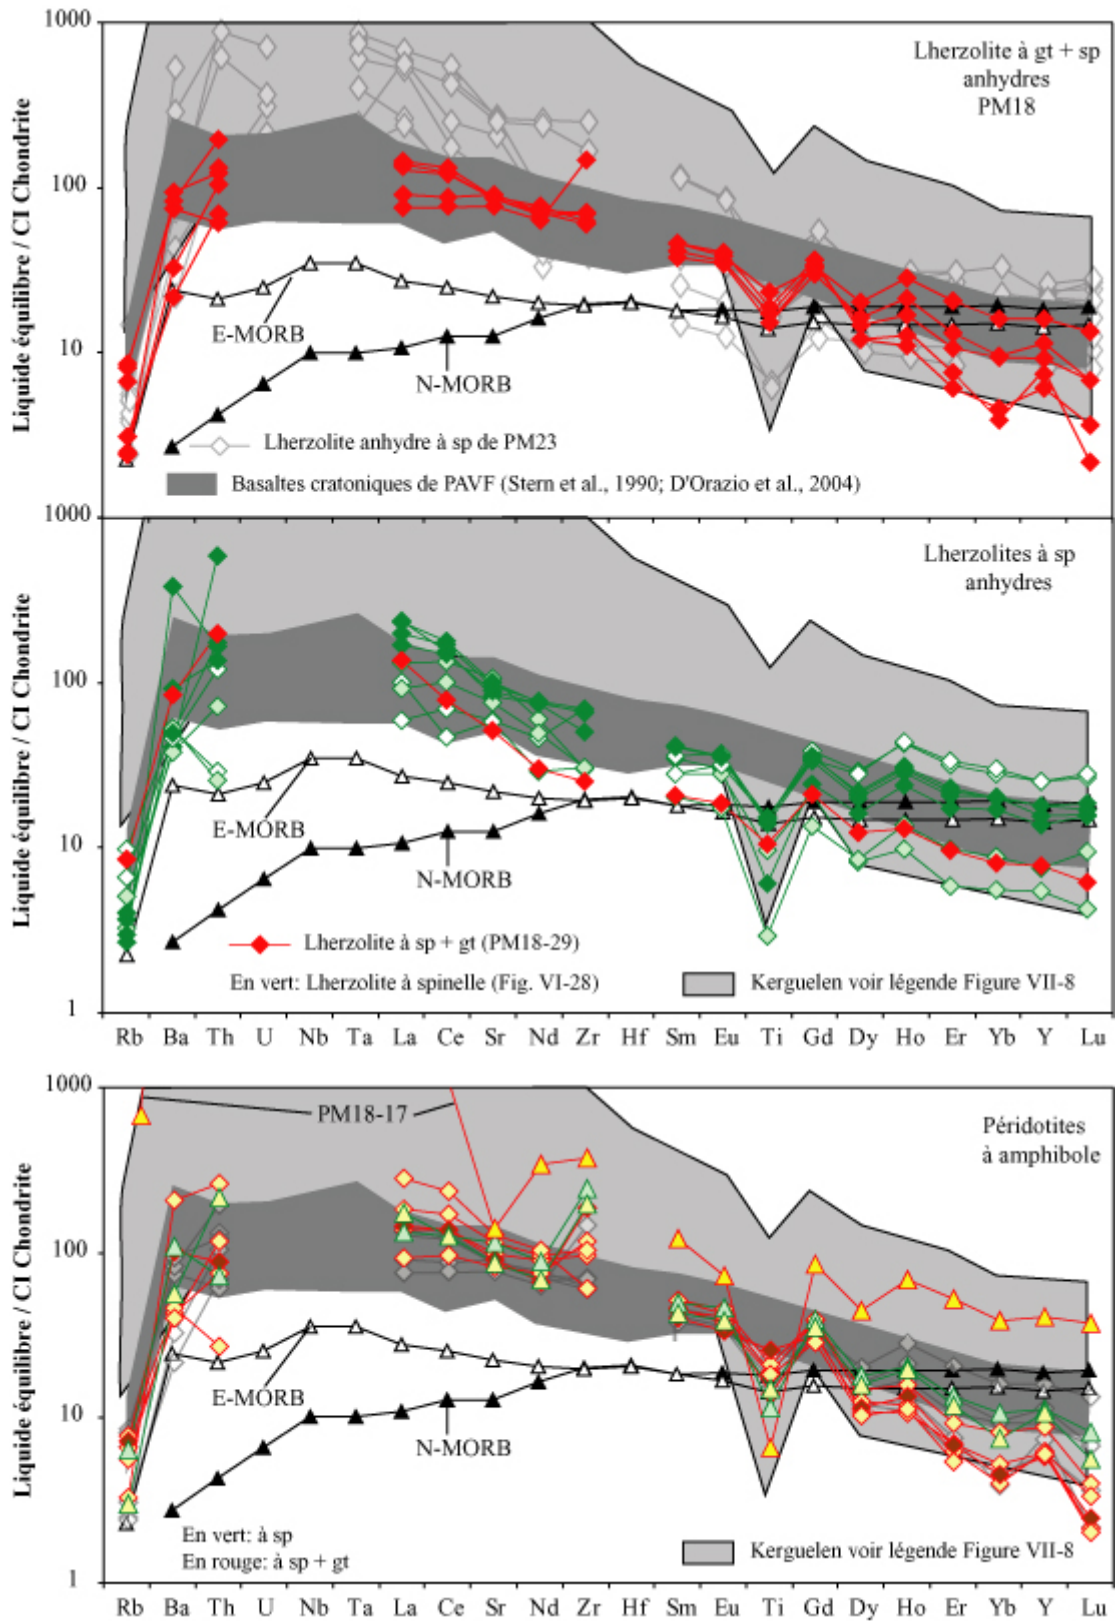 1000
Lherzolite à gt + sp
anhydres
PM18
Liquide équilibre / CI Chondrite
100
E-MORB
10
N-MORB
Lherzolite anhydre à sp de PM23
Basaltes cratoniques de PAVF (Stern et al., 1990; D'Orazio et al., 2004)
1000
Lherzolites à sp
anhydres
Liquide équilibre / CI Chondrite
100
E-MORB
10
N-MORB
Lherzolite à sp + gt (PM18-29)
En vert: Lherzolite à spinelle (Fig. VI-28)
Kerguelen voir légende Figure VII-8
1
Rb Ba Th U Nb Ta La Ce Sr Nd Zr Hf Sm Eu Ti Gd Dy Ho Er Yb Y Lu
1000
PM18-17
Péridotites
à amphibole
Liquide équilibre / CI Chondrite
100
E-MORB
10
N-MORB
En vert: à sp
En rouge: à sp + gt
Kerguelen voir légende Figure VII-8
1
Rb Ba Th U Nb Ta La Ce Sr Nd Zr Hf Sm Eu Ti Gd Dy Ho Er Yb Y Lu